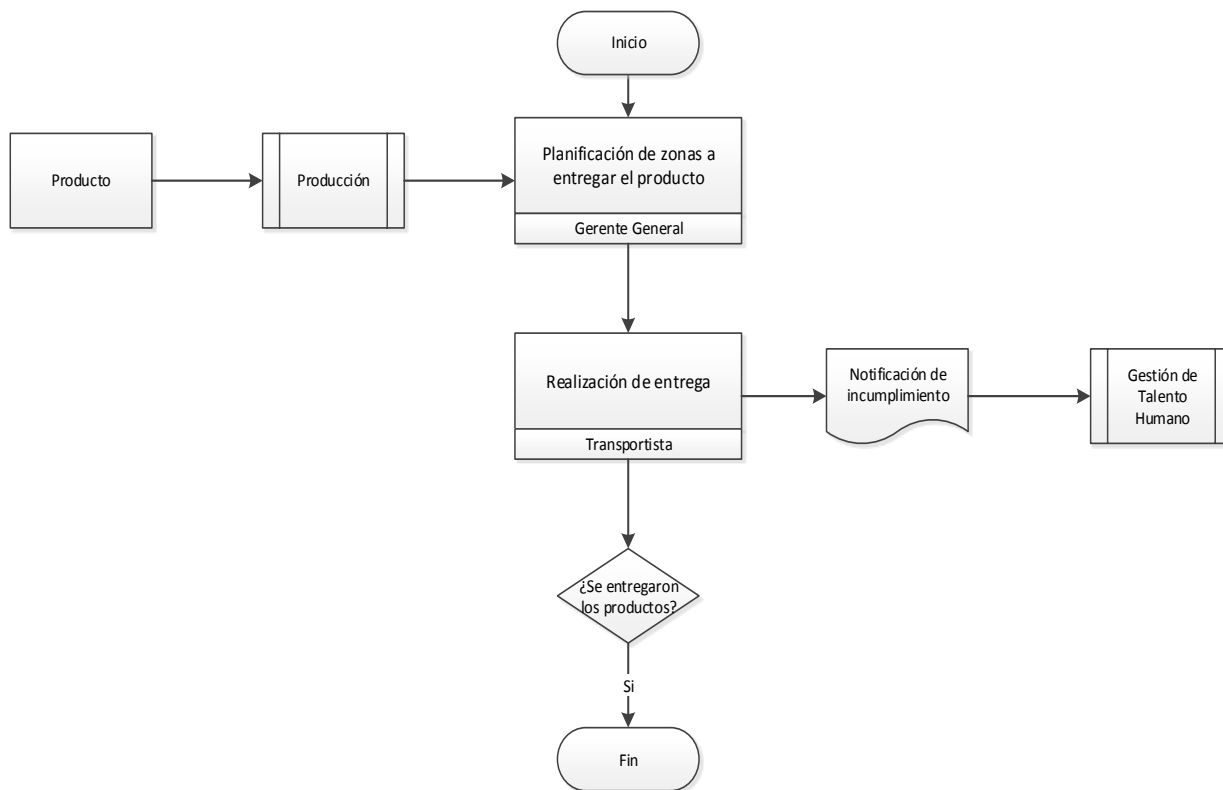 Inicio
Producto
Producción
Planificación de zonas a
entregar el producto
Gerente General
Realización de entrega
Transportista
Notificación de
incumplimiento
Gestión de
Talento
Humano
¿Se entregaron
los productos?
Si
Fin